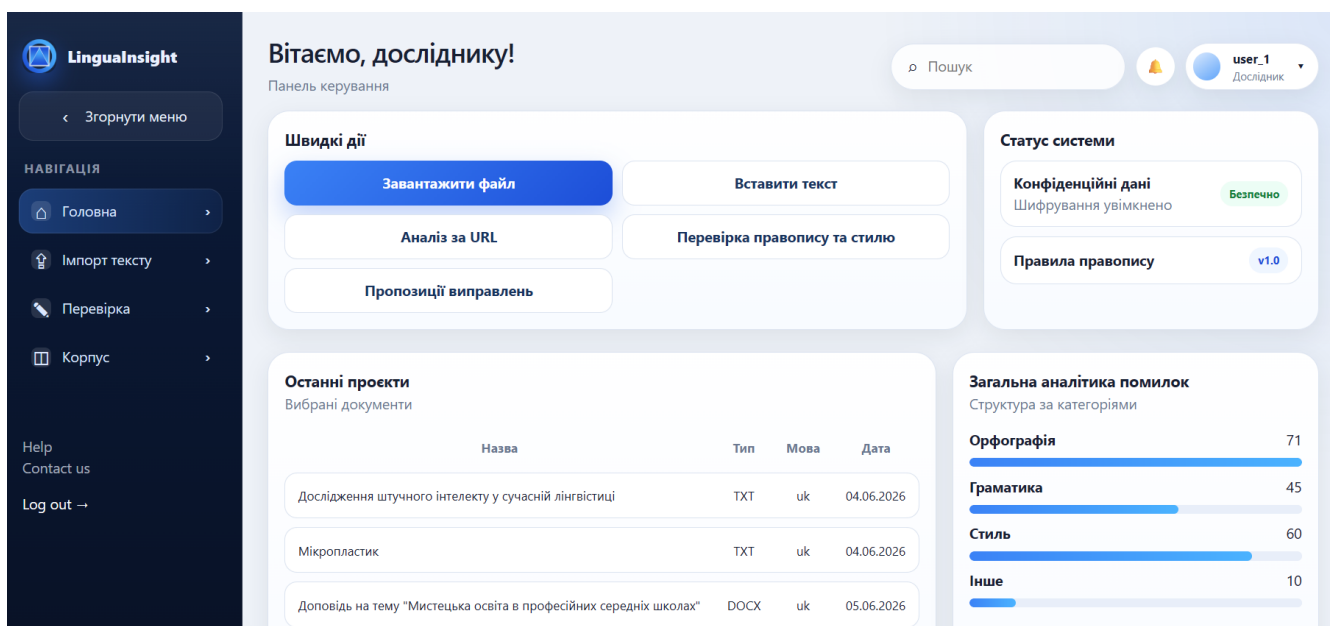 LinguaInsight
‹ Згорнути меню
НАВІГАЦІЯ
Головна ›
Імпорт тексту ›
Перевірка ›
Корпус ›
Help
Contact us
Log out →
Вітаємо, досліднику!
Панель керування
Пошук
user_1
Дослідник
Швидкі дії
Завантажити файл
Вставити текст
Аналіз за URL
Перевірка правопису та стилю
Пропозиції виправлень
Статус системи
Конфіденційні дані
Шифрування увімкнено
Безпечно
Правила правопису
v1.0
Останні проєкти
Вибрані документи
Назва Тип Мова Дата
Дослідження штучного інтелекту у сучасній лінгвістиці TXT uk 04.06.2026
Мікропластик TXT uk 04.06.2026
Доповідь на тему "Мистецька освіта в професійних середніх школах" DOCX uk 05.06.2026
Загальна аналітика помилок
Структура за категоріями
Орфографія 71
Граматика 45
Стиль 60
Інше 10